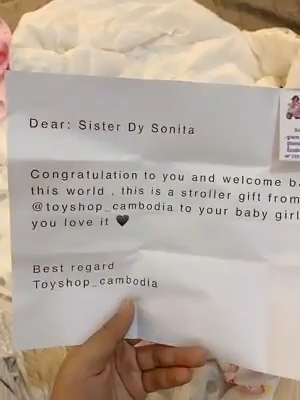 Dear: Sister Dy Sonita
Congratulation to you and welcome
this world , this is a stroller gift from
@toyshop_cambodia to your baby girl
you love it 🖤
Best regard
Toyshop_cambodia